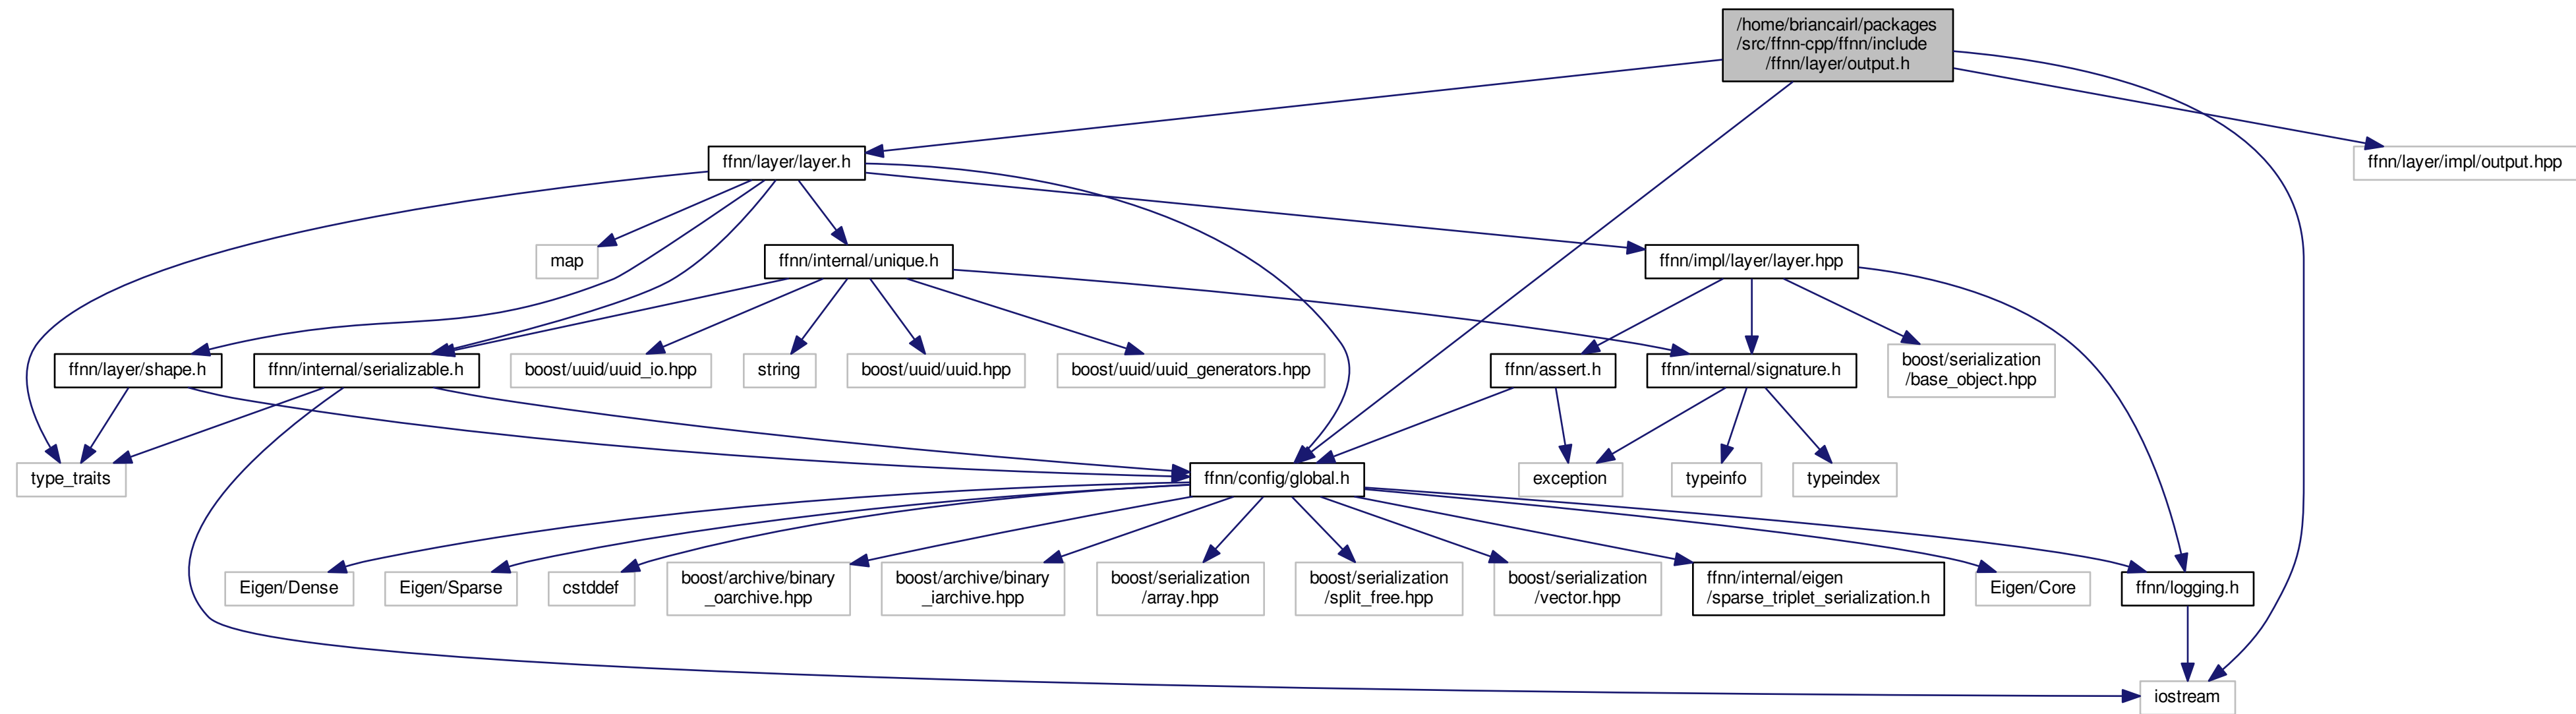 /home/briancairl/packages
/src/ffnn-cpp/ffnn/include
/ffnn/layer/output.h
ffnn/layer/layer.h
ffnn/layer/impl/output.hpp
map
ffnn/internal/unique.h
ffnn/impl/layer/layer.hpp
ffnn/layer/shape.h
ffnn/internal/serializable.h
boost/uuid/uuid_io.hpp
string
boost/uuid/uuid.hpp
boost/uuid/uuid_generators.hpp
ffnn/assert.h
ffnn/internal/signature.h
boost/serialization
/base_object.hpp
type_traits
ffnn/config/global.h
exception
typeinfo
typeindex
Eigen/Dense
Eigen/Sparse
cstddef
boost/archive/binary
_oarchive.hpp
boost/archive/binary
_iarchive.hpp
boost/serialization
/array.hpp
boost/serialization
/split_free.hpp
boost/serialization
/vector.hpp
ffnn/internal/eigen
/sparse_triplet_serialization.h
Eigen/Core
ffnn/logging.h
iostream